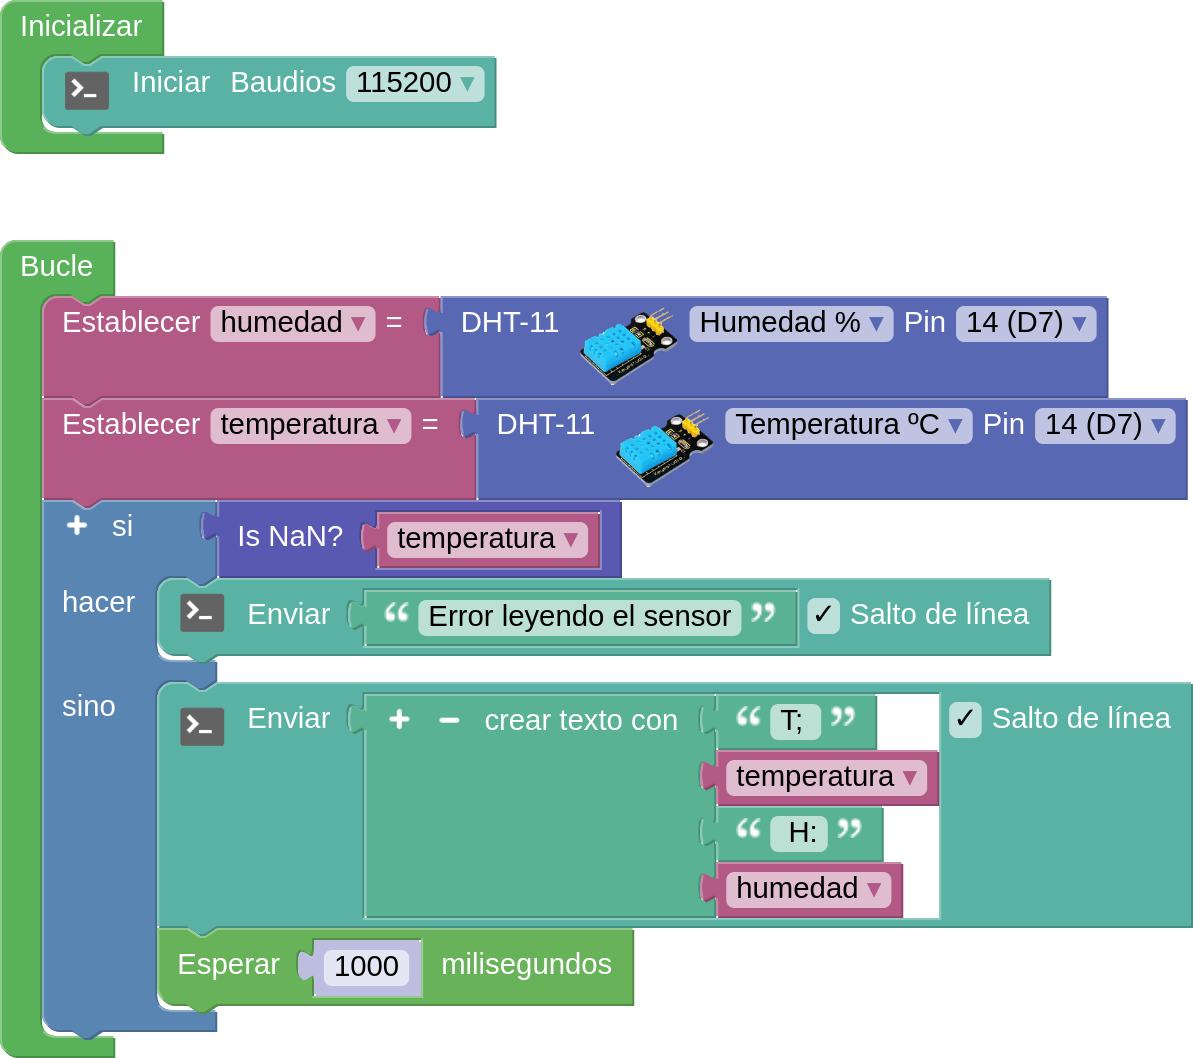 Inicializar
Iniciar Baudios 115200 ▾
Bucle
Establecer humedad ▾ = DHT-11 Humedad % ▾ Pin 14 (D7) ▾
Establecer temperatura ▾ = DHT-11 Temperatura ºC ▾ Pin 14 (D7) ▾
+ si Is NaN? temperatura ▾
hacer Enviar “ Error leyendo el sensor ” ✓ Salto de línea
sino Enviar + − crear texto con “ T; ” ✓ Salto de línea
temperatura ▾
“ H: ”
humedad ▾
Esperar 1000 milisegundos